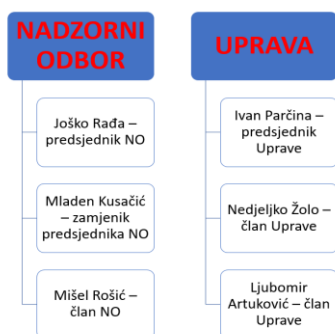 NADZORNI
ODBOR
Joško Rađa –
predsjednik NO
Mladen Kusačić
– zamjenik
predsjednika NO
Mišel Rošić –
član NO
UPRAVA
Ivan Parčina –
predsjednik
Uprave
Nedjeljko Žolo –
član Uprave
Ljubomir
Artuković – član
Uprave